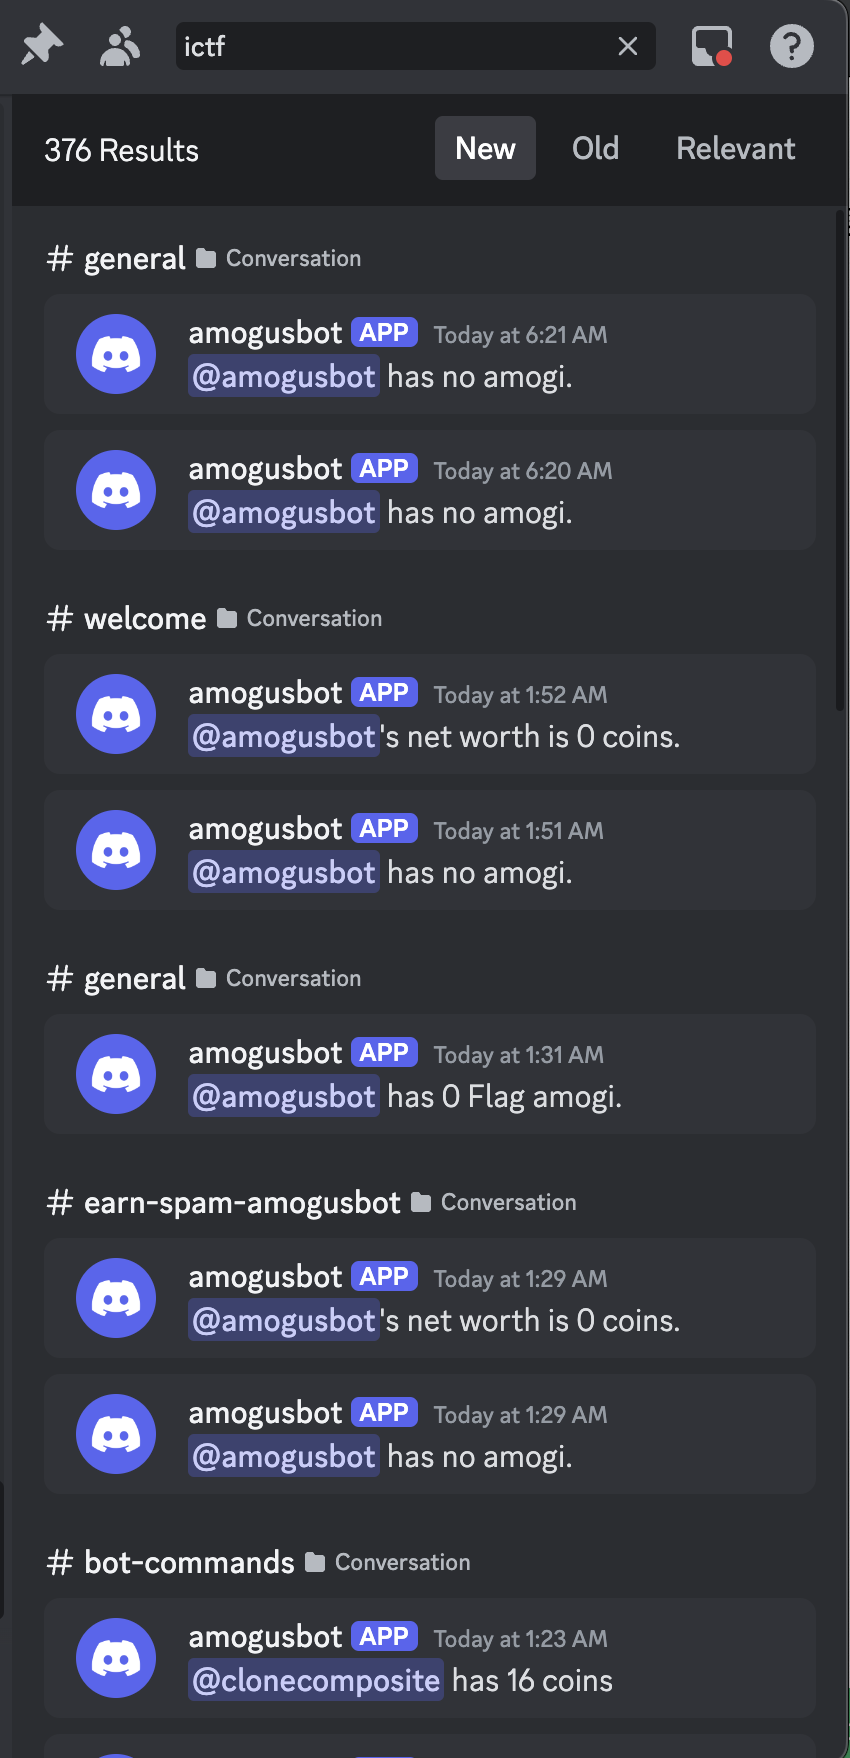 ictf
376 Results
New
Old
Relevant
# general Conversation
amogusbot APP Today at 6:21 AM
@amogusbot has no amogi.
amogusbot APP Today at 6:20 AM
@amogusbot has no amogi.
# welcome Conversation
amogusbot APP Today at 1:52 AM
@amogusbot's net worth is 0 coins.
amogusbot APP Today at 1:51 AM
@amogusbot has no amogi.
# general Conversation
amogusbot APP Today at 1:31 AM
@amogusbot has 0 Flag amogi.
# earn-spam-amogusbot Conversation
amogusbot APP Today at 1:29 AM
@amogusbot's net worth is 0 coins.
amogusbot APP Today at 1:29 AM
@amogusbot has no amogi.
# bot-commands Conversation
amogusbot APP Today at 1:23 AM
@clonecomposite has 16 coins